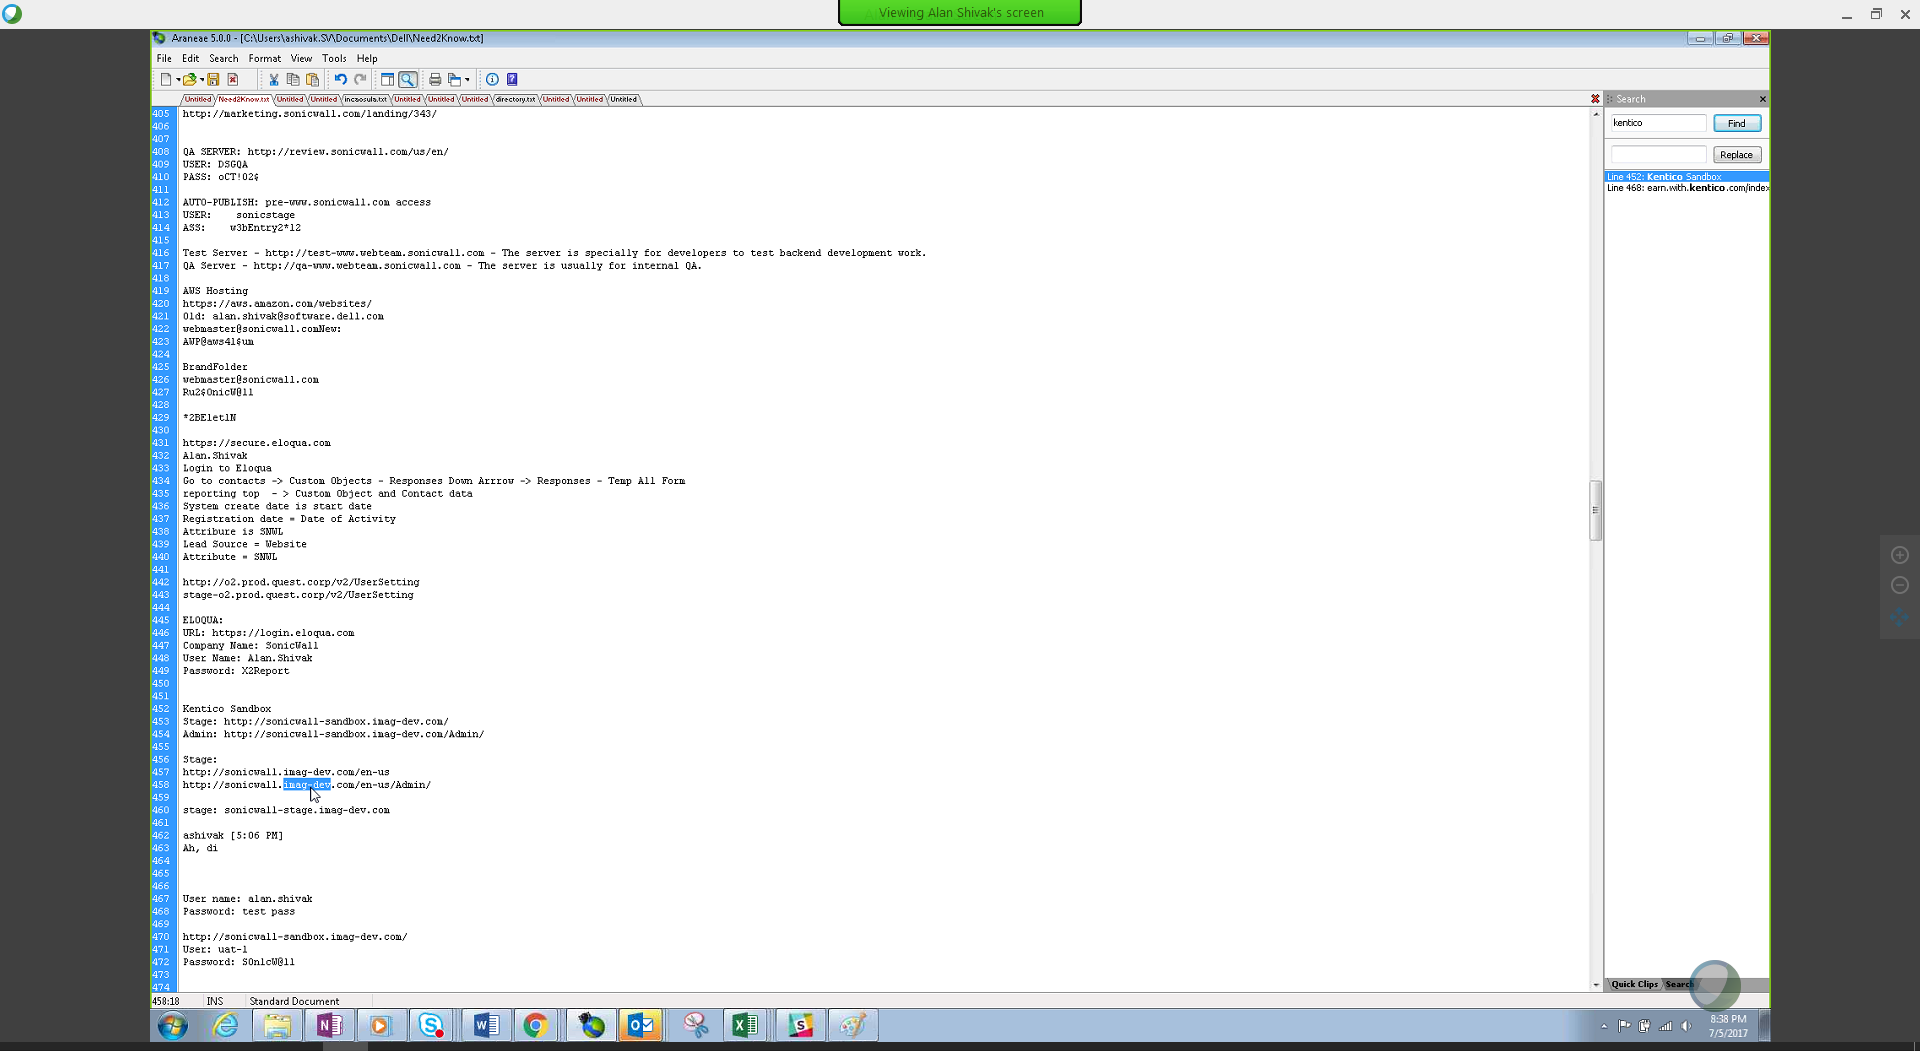 Viewing Alan Shivak's screen
Araneae 5.0.0 - [C:\Users\ashivak.SV\Documents\Dell\Need2Know.txt]
File Edit Search Format View Tools Help
Untitled Need2Know.txt Untitled Untitled incaosula.txt Untitled Untitled Untitled directory.txt Untitled Untitled Untitled
405 http://marketing.sonicwall.com/landing/343/
406
407
408 QA SERVER: http://review.sonicwall.com/us/en/
409 USER: DSGQA
410 PASS: oCT!02$
411
412 AUTO-PUBLISH: pre-www.sonicwall.com access
413 USER: sonicstage
414 ASS: w3bEntry2*12
415
416 Test Server - http://test-www.webteam.sonicwall.com - The server is specially for developers to test backend development work.
417 QA Server - http://qa-www.webteam.sonicwall.com - The server is usually for internal QA.
418
419 AWS Hosting
420 https://aws.amazon.com/websites/
421 Old: alan.shivak@software.dell.com
422 webmaster@sonicwall.comNew:
423 AWP@aws41$um
424
425 BrandFolder
426 webmaster@sonicwall.com
427 Ru2$0nicW@ll
428
429 *2BEletlN
430
431 https://secure.eloqua.com
432 Alan.Shivak
433 Login to Eloqua
434 Go to contacts -> Custom Objects - Responses Down Arrrow -> Responses - Temp All Form
435 reporting top - > Custom Object and Contact data
436 System create date is start date
437 Registration date = Date of Activity
438 Attribure is SNWL
439 Lead Source = Website
440 Attribute = SNWL
441
442 http://o2.prod.quest.corp/v2/UserSetting
443 stage-o2.prod.quest.corp/v2/UserSetting
444
445 ELOQUA:
446 URL: https://login.eloqua.com
447 Company Name: SonicWall
448 User Name: Alan.Shivak
449 Password: X2Report
450
451
452 Kentico Sandbox
453 Stage: http://sonicwall-sandbox.imag-dev.com/
454 Admin: http://sonicwall-sandbox.imag-dev.com/Admin/
455
456 Stage:
457 http://sonicwall.imag-dev.com/en-us
458 http://sonicwall.imag-dev.com/en-us/Admin/
459
460 stage: sonicwall-stage.imag-dev.com
461
462 ashivak [5:06 PM]
463 Ah, di
464
465
466
467 User name: alan.shivak
468 Password: test pass
469
470 http://sonicwall-sandbox.imag-dev.com/
471 User: uat-1
472 Password: S0n1cW@ll
473
474
Search
kentico
Find
Replace
Line 452: Kentico Sandbox
Line 468: earn.with.kentico.com/index
Quick Clips Search
458:18 INS Standard Document
8:38 PM
7/5/2017